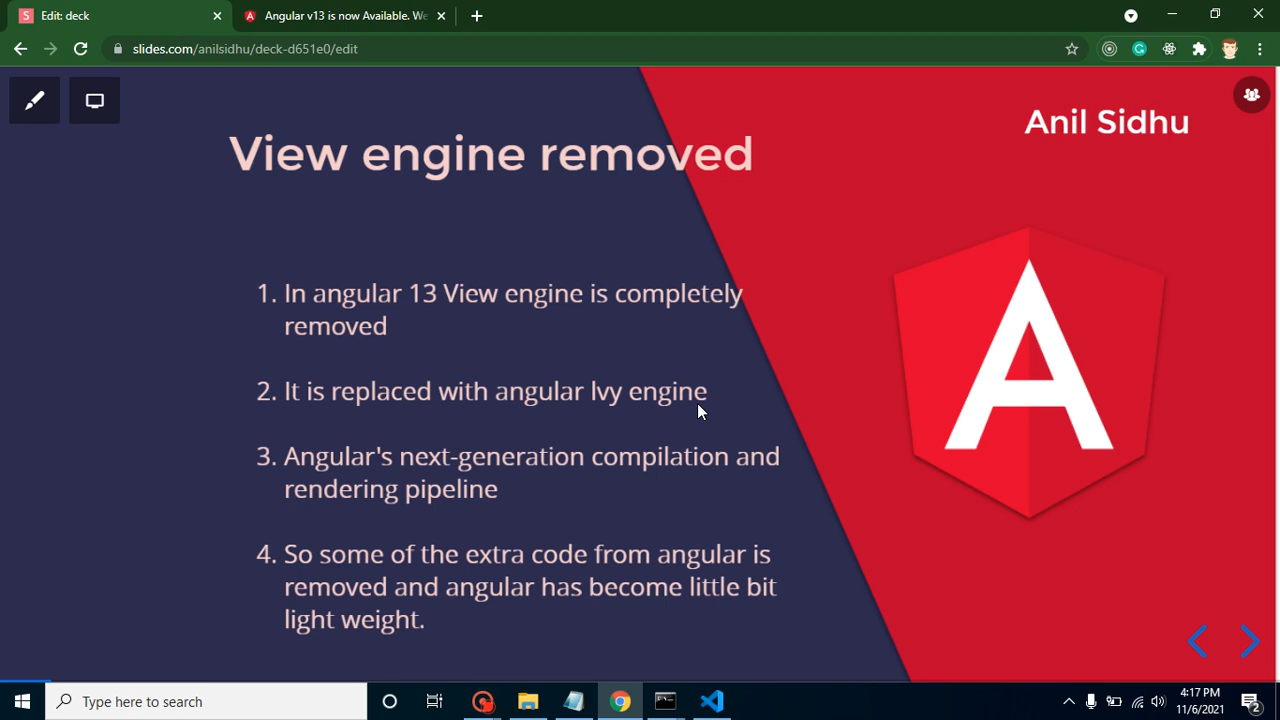 Edit: deck
Angular v13 is now Available. We
slides.com/anilsidhu/deck-d651e0/edit
Anil Sidhu
View engine removed
1. In angular 13 View engine is completely
removed
2. It is replaced with angular lvy engine
3. Angular's next-generation compilation and
rendering pipeline
4. So some of the extra code from angular is
removed and angular has become little bit
light weight.
Type here to search
4:17 PM
11/6/2021
2